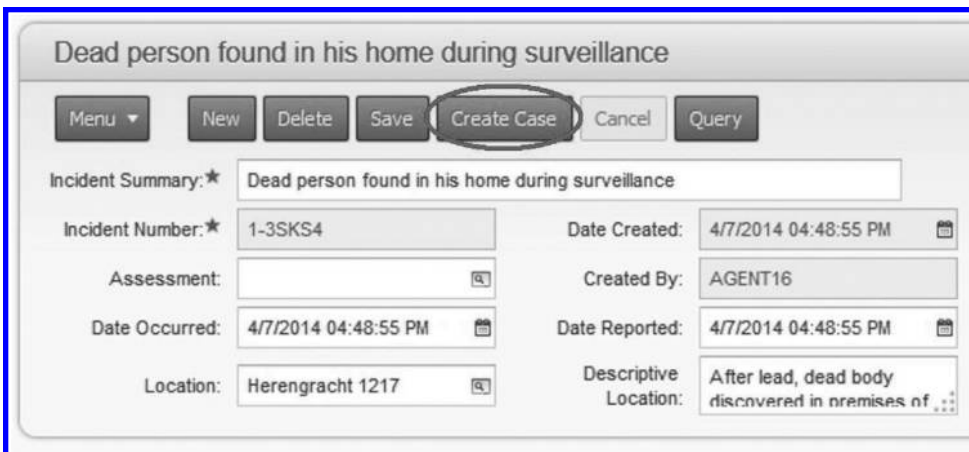 Dead person found in his home during surveillance
Menu ▼ New Delete Save Create Case Cancel Query
Incident Summary:★ Dead person found in his home during surveillance
Incident Number:★ 1-3SKS4 Date Created: 4/7/2014 04:48:55 PM
Assessment: Created By: AGENT16
Date Occurred: 4/7/2014 04:48:55 PM Date Reported: 4/7/2014 04:48:55 PM
Location: Herengracht 1217 Descriptive Location: After lead, dead body
discovered in premises of